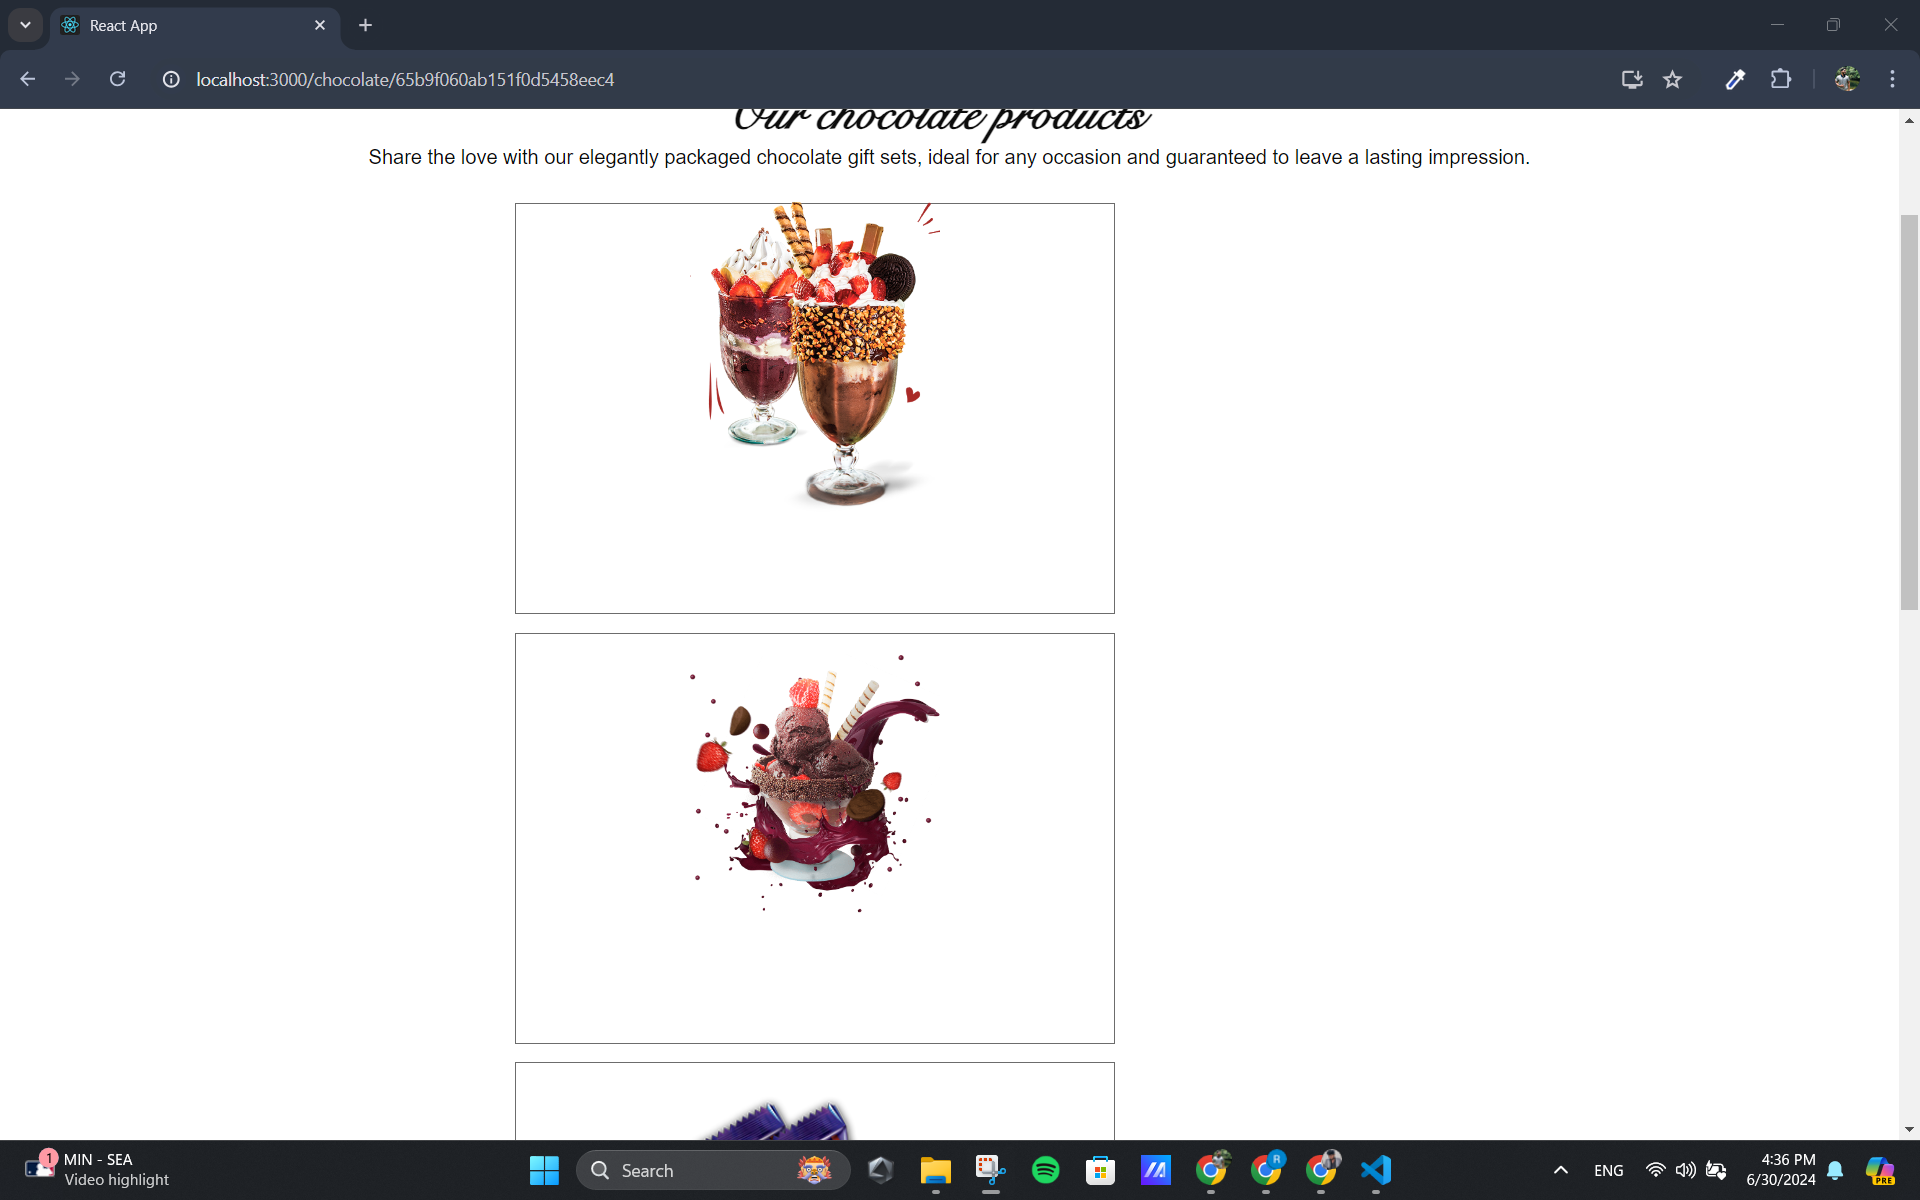 React App
localhost:3000/chocolate/65b9f060ab151f0d5458eec4
Our chocolate products
Share the love with our elegantly packaged chocolate gift sets, ideal for any occasion and guaranteed to leave a lasting impression.
1
MIN - SEA
Video highlight
Search
R
ENG
4:36 PM
6/30/2024
PRE